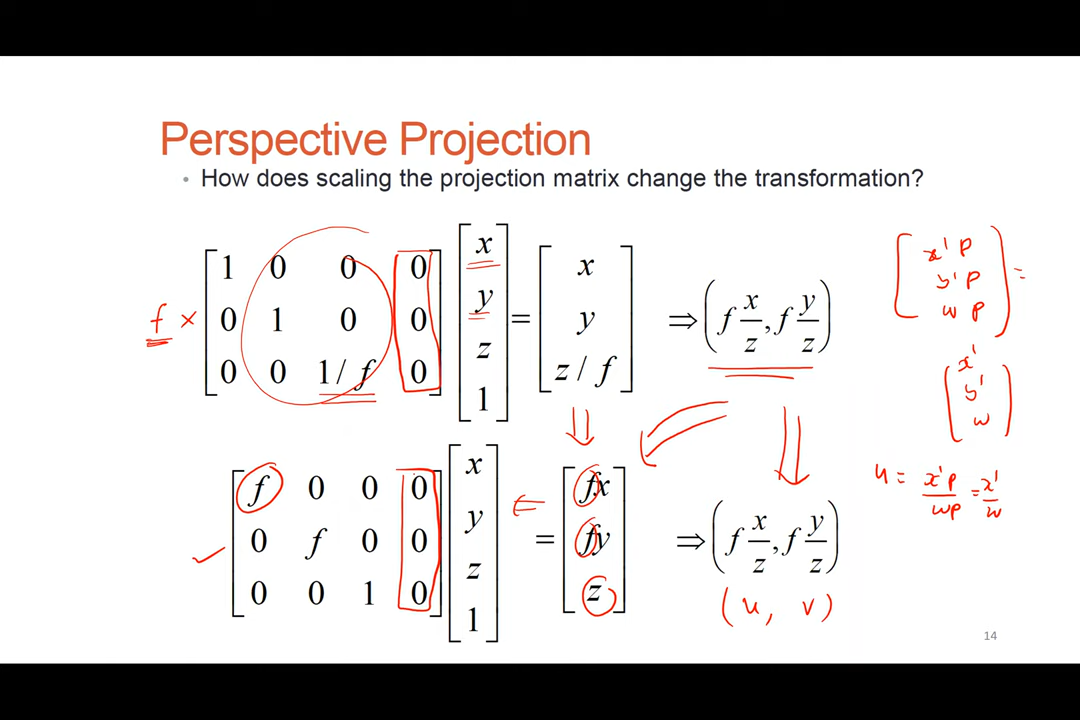 Perspective Projection
• How does scaling the projection matrix change the transformation?
f × [1 0 0 0] [x] = [x] ⇒ (f x/z, f y/z)
[0 1 0 0] [y] [y]
[0 0 1/f 0] [z] [z / f]
[1]
[x'p]
[y'p] =
[wp]
[x']
[y']
[w]
u = x'p/wp = x'/w
✓ [f 0 0 0] [x] = [fx] ⇒ (f x/z, f y/z)
[0 f 0 0] [y] [fy]
[0 0 1 0] [z] [z]
[1]
(u, v)
14